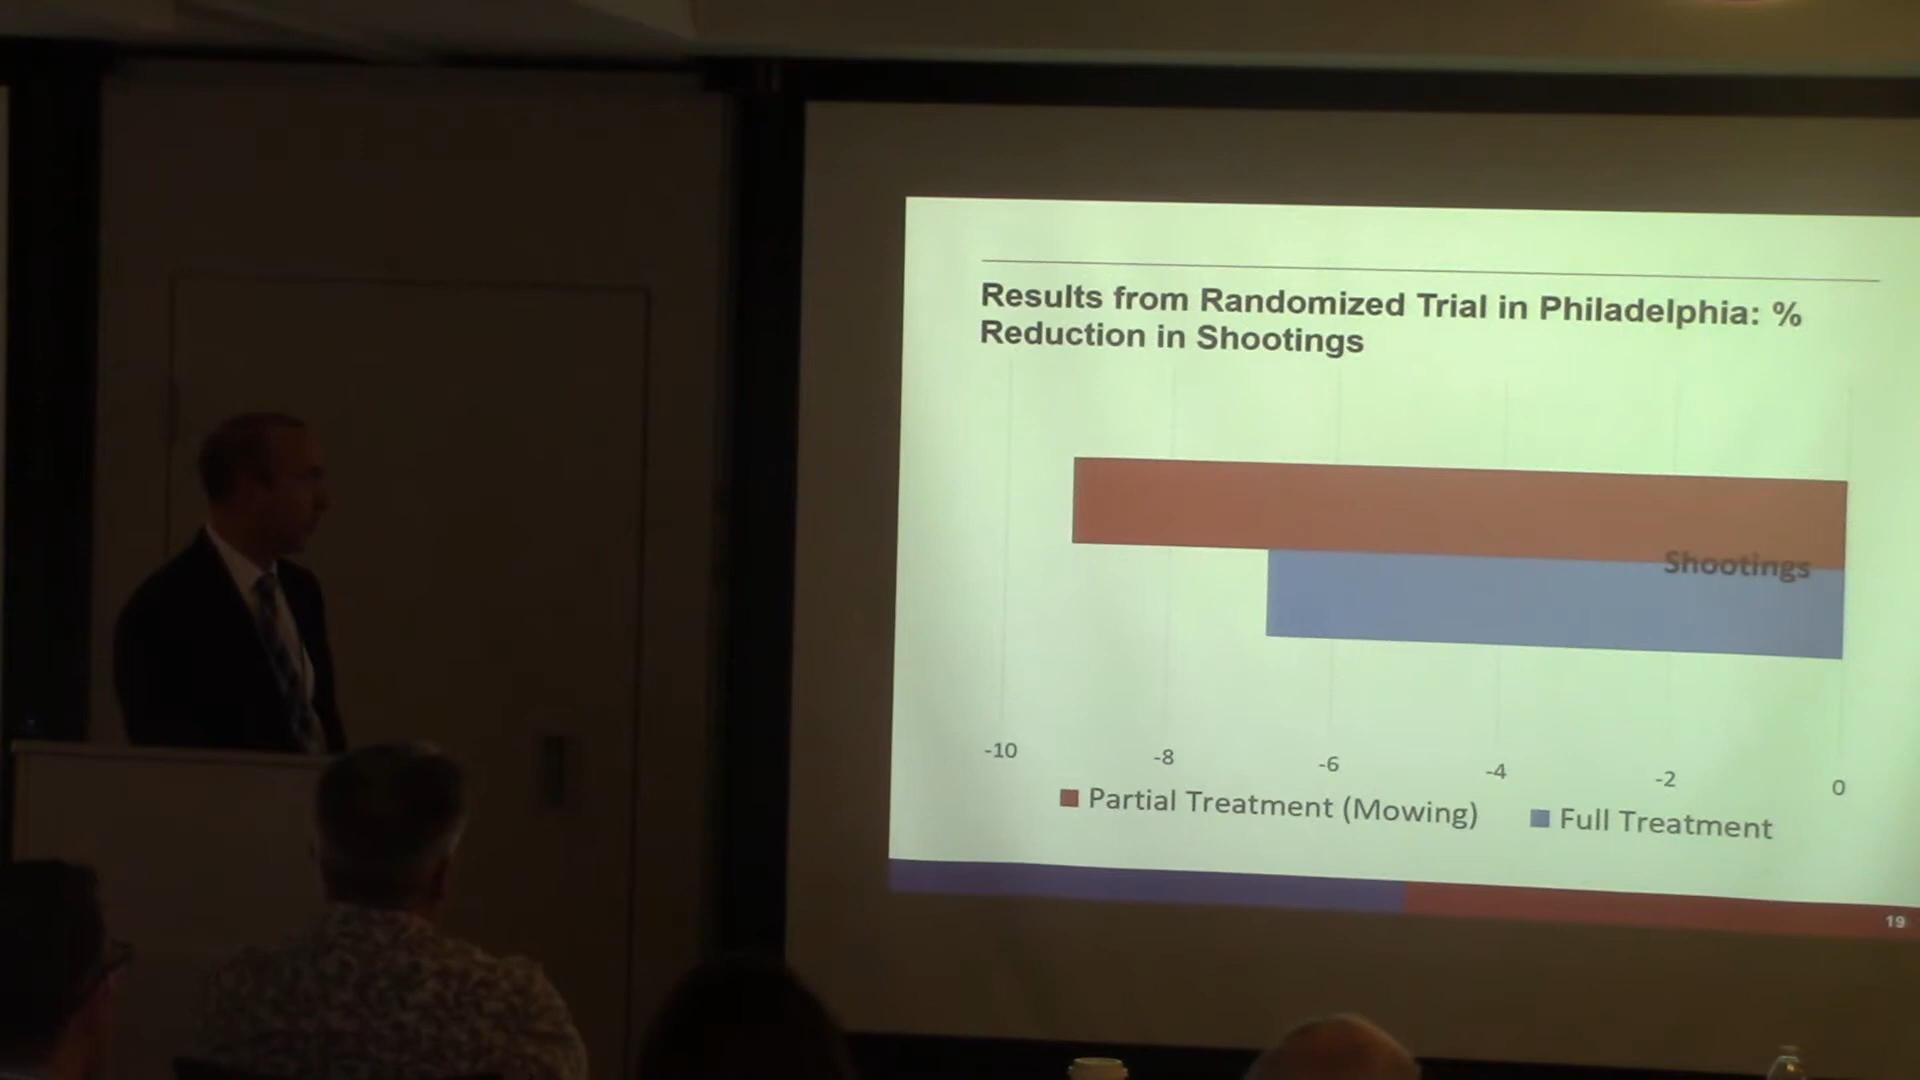 Results from Randomized Trial in Philadelphia: %
Reduction in Shootings
Shootings
-10 -8 -6 -4 -2 0
Partial Treatment (Mowing) Full Treatment
19